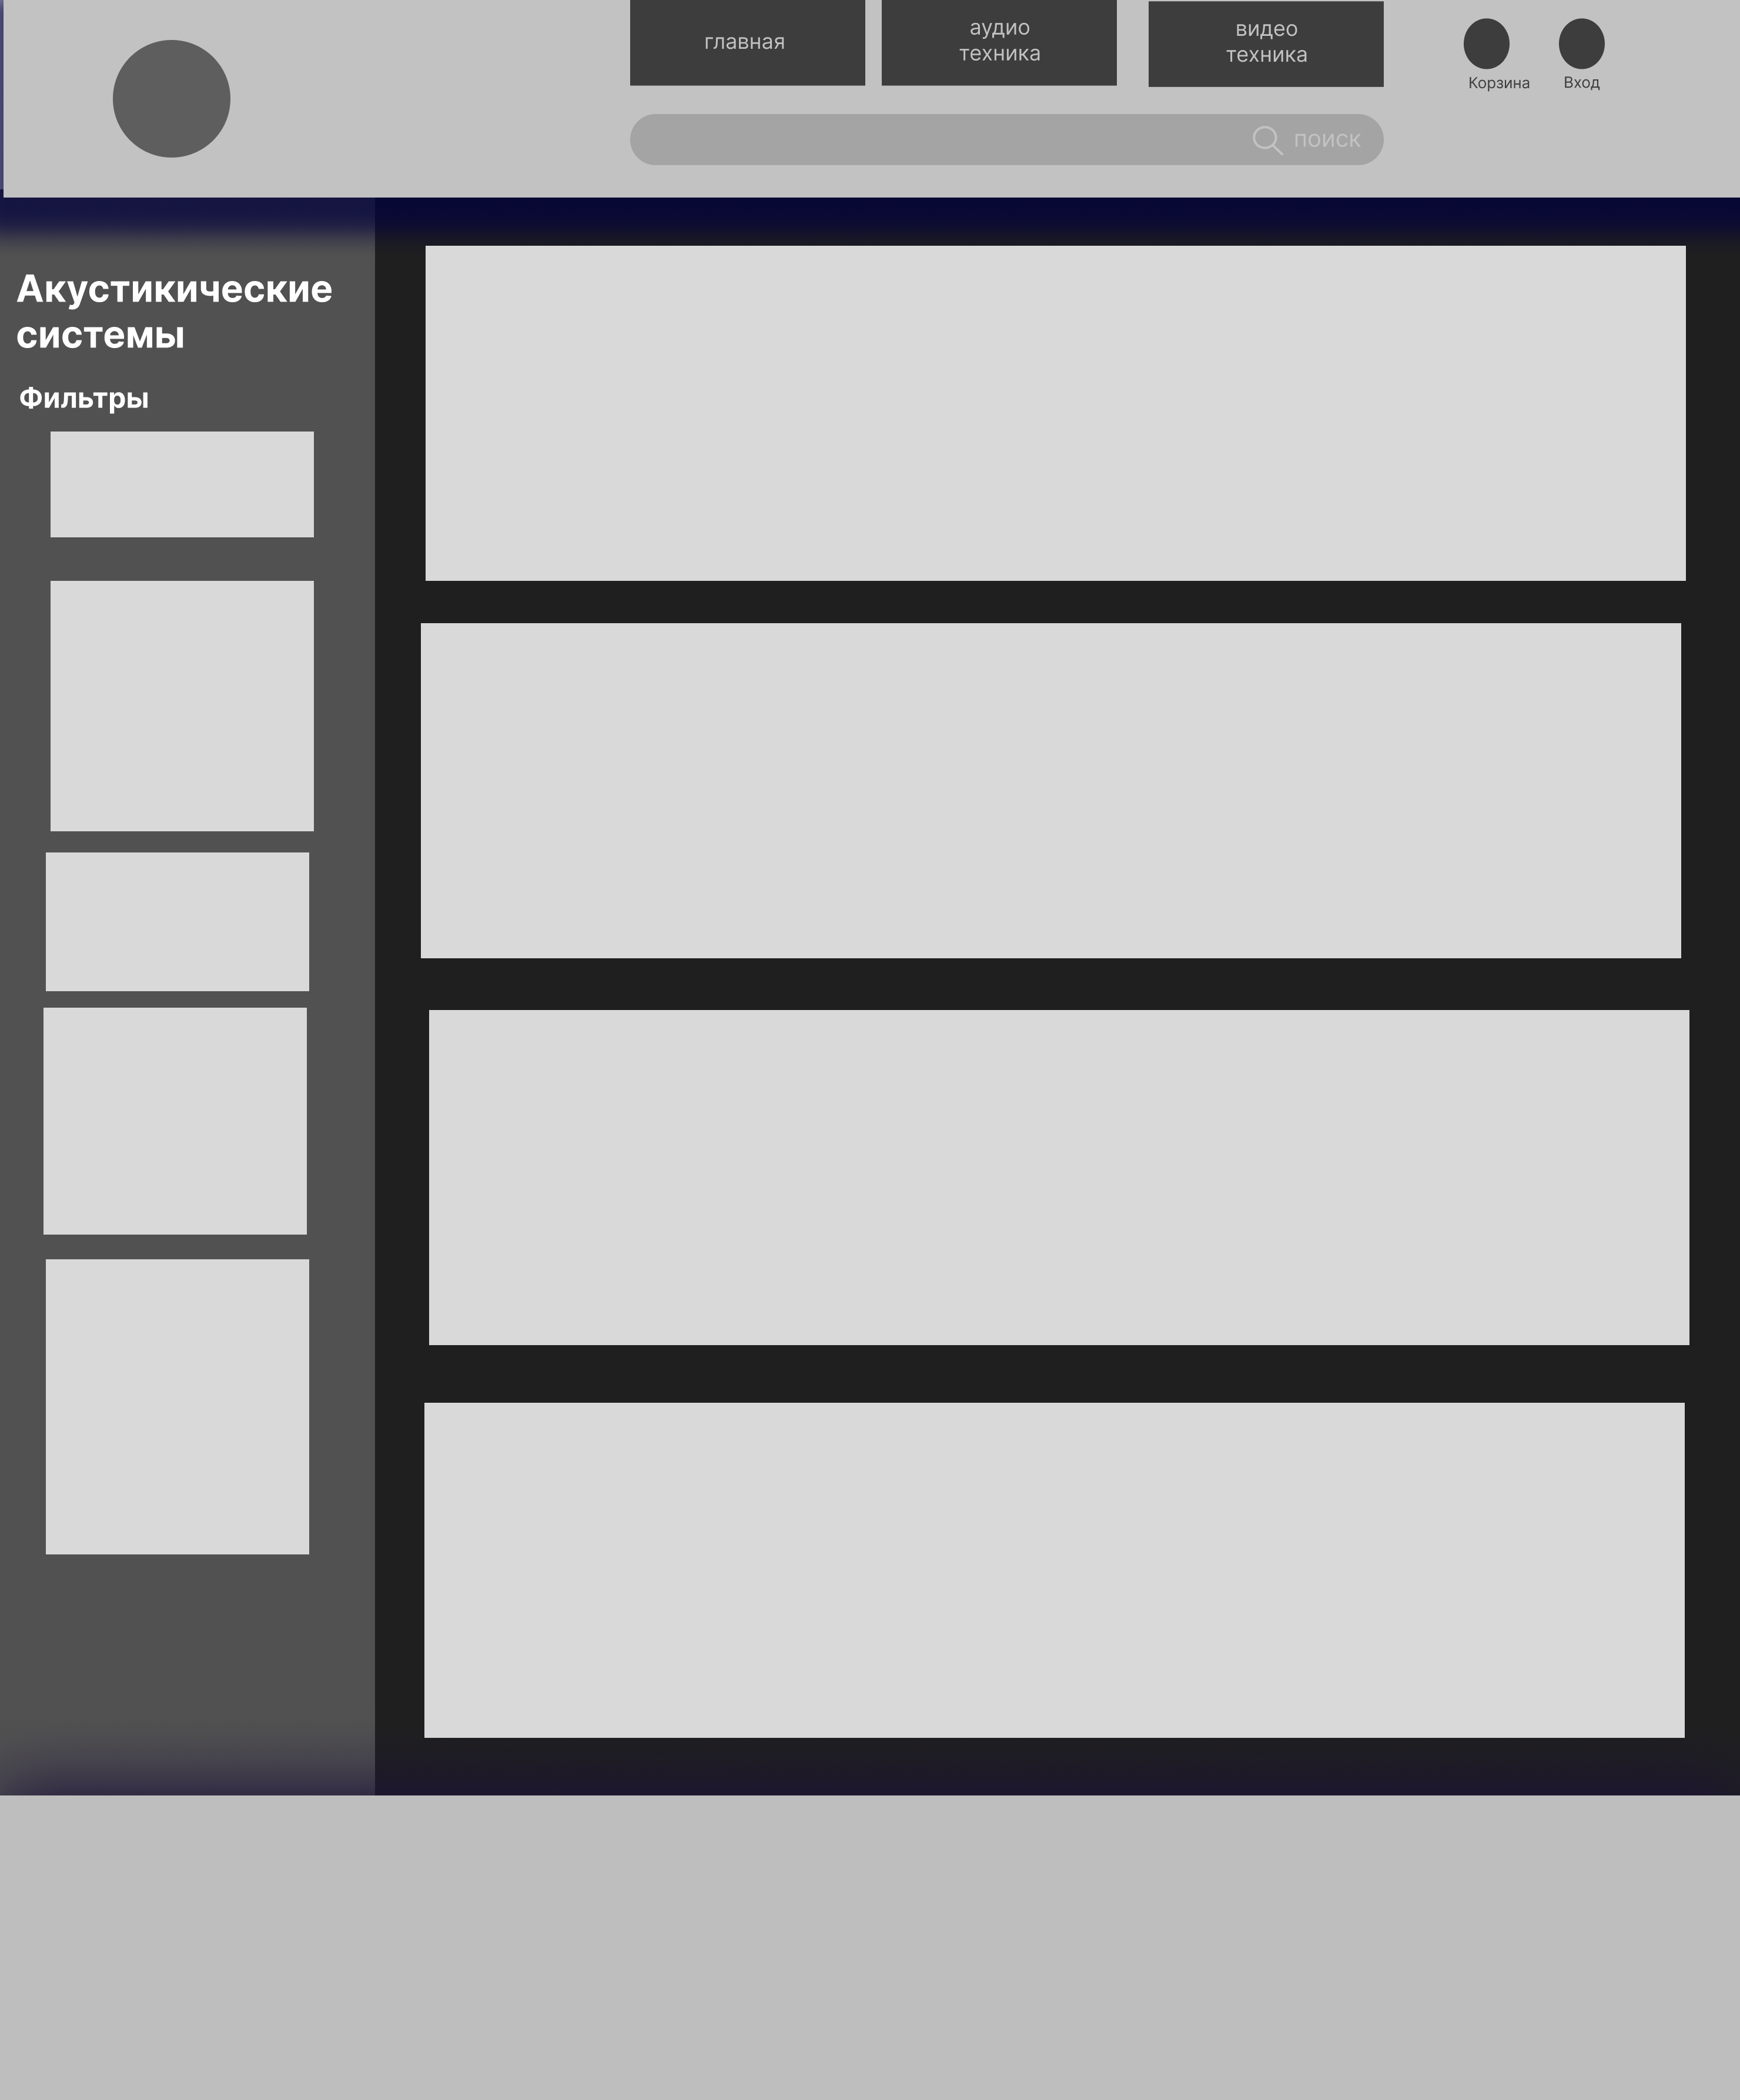 главная
аудио
техника
видео
техника
Корзина
Вход
поиск
Акустикические
системы
Фильтры